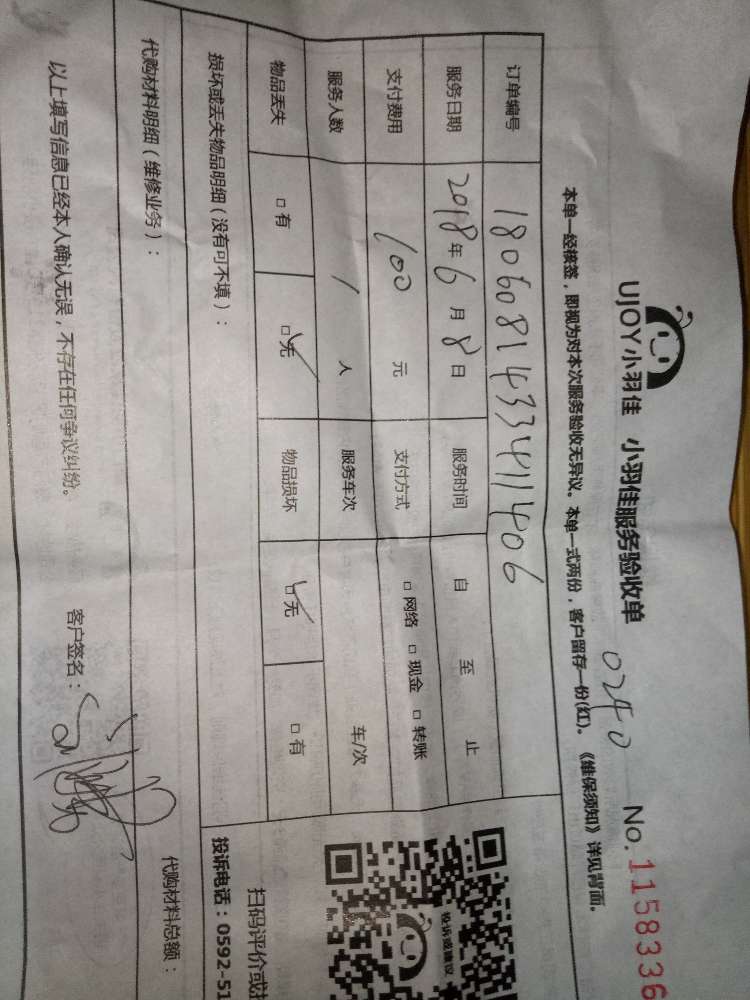 UJOY小羽佳 小羽佳服务验收单 0240 No.1158336
本单一经核签，即视为对本次服务验收无异议。本单一式两份，客户留存一份(红)。《维保须知》详见背面。
订单编号 180608143341406
服务日期 2018年6月8日 服务时间 自 至 止
支付费用 100 元 支付方式 □ 网络 □ 现金 □ 转账
服务人数 1 人 服务车次 车/次
物品丢失 □ 有 □ 无 物品损坏 □ 无 □ 有
损坏或丢失物品明细(没有可不填)：
代购材料明细(维修业务)： 代购材料总额：
以上填写信息已经本人确认无误，不存在任何争议纠纷。 客户签名：
投诉或建议
扫码评价或
投诉电话：0592-51